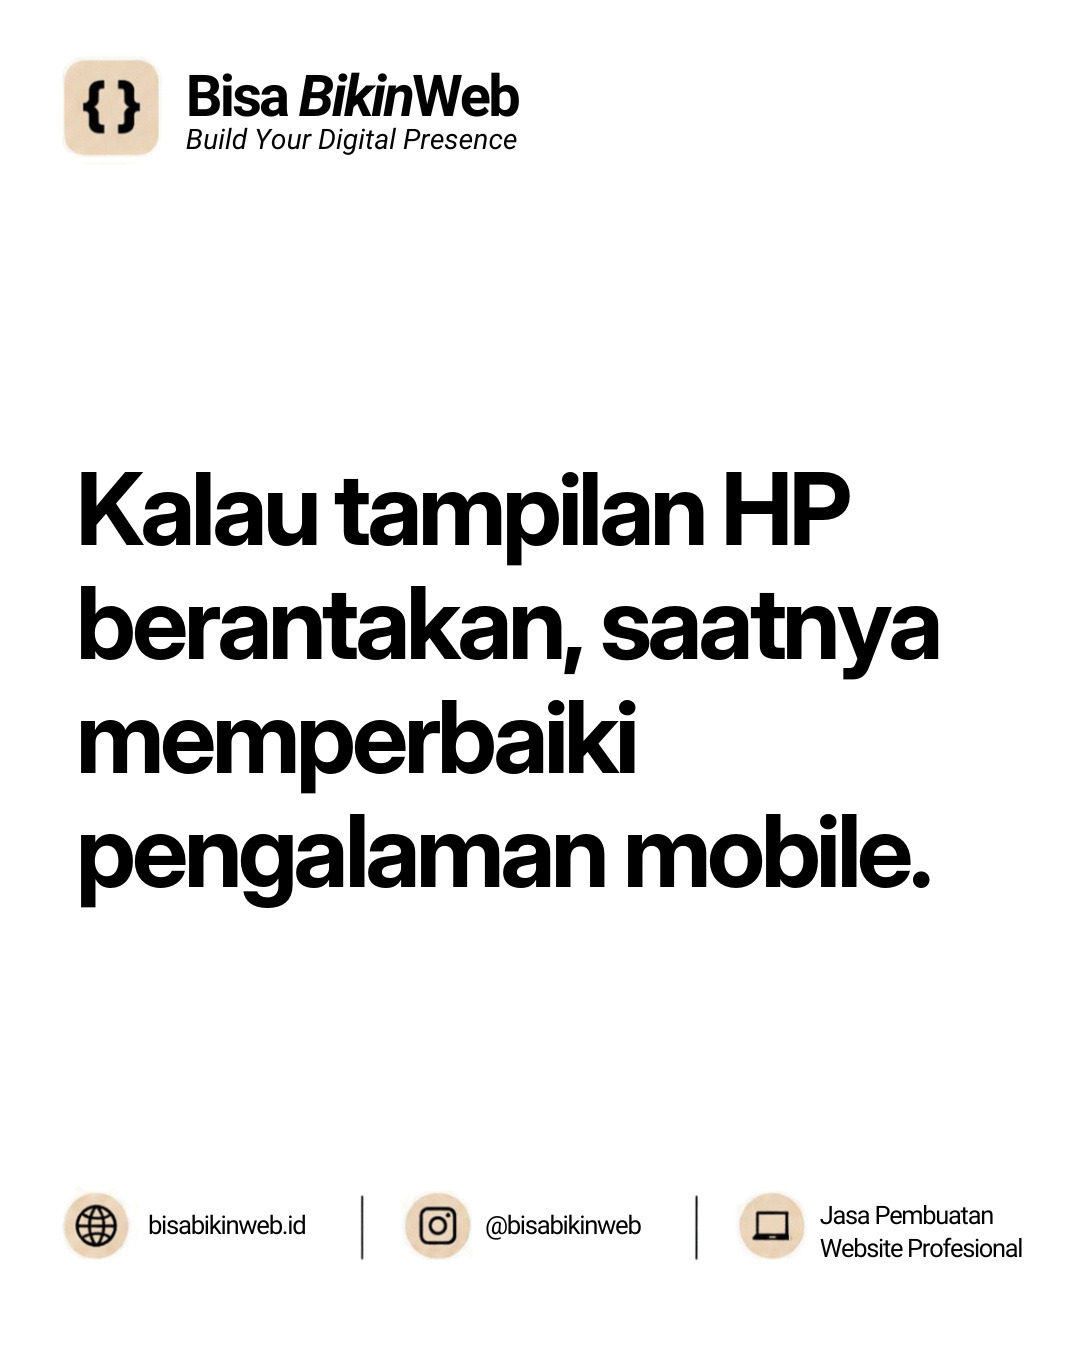 { }
Bisa BikinWeb
Build Your Digital Presence
Kalau tampilan HP
berantakan, saatnya
memperbaiki
pengalaman mobile.
bisabikinweb.id
@bisabikinweb
Jasa Pembuatan
Website Profesional